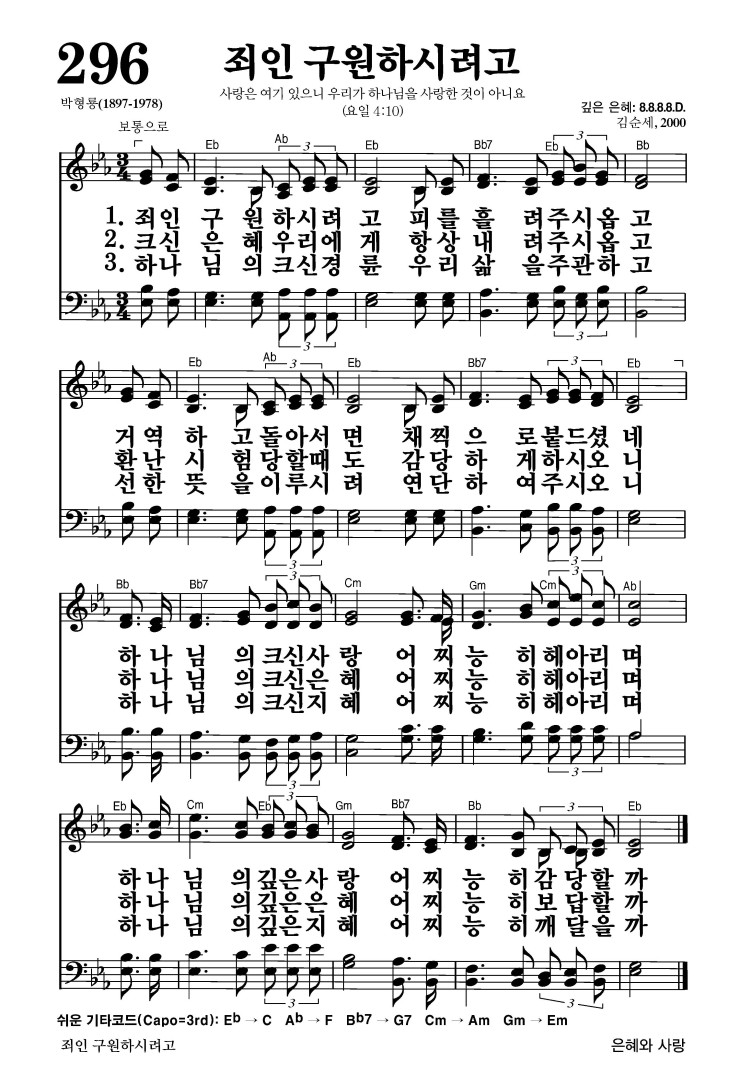 296
죄인 구원하시려고
사랑은 여기 있으니 우리가 하나님을 사랑한 것이 아니요
(요일 4:10)
박형룡(1897-1978)
깊은 은혜: 8.8.8.8.D.
김순세, 2000
보통으로
Eb Ab 3 Eb Bb7 Eb 3 Bb
3
4
1. 죄인 구 원하시려 고 피를흘 려주시옵 고
2. 크신 은 혜우리에 게 항상내 려주시옵 고
3. 하나 님 의크신경 륜 우리삶 을주관하 고
3
4
3 3
Eb Ab 3 Eb Bb7 3 Eb
거역 하 고돌아서 면 채찍으 로붙드셨 네
환난 시 험당할때 도 감당하 게하시오 니
선한 뜻 을이루시 려 연단하 여주시오 니
3 3
Bb Bb7 3 Cm Gm Cm 3 Ab
하나 님 의크신사 랑 어찌능 히헤아리 며
하나 님 의크신은 혜 어찌능 히헤아리 며
하나 님 의크신지 혜 어찌능 히헤아리 며
3 3
Eb Cm Eb 3 Gm Bb7 Bb 3 Eb
하나 님 의깊은사 랑 어찌능 히감당할 까
하나 님 의깊은은 혜 어찌능 히보답할 까
하나 님 의깊은지 혜 어찌능 히깨달을 까
3 3
쉬운 기타코드(Capo=3rd): Eb → C Ab → F Bb7 → G7 Cm → Am Gm → Em
죄인 구원하시려고
은혜와 사랑